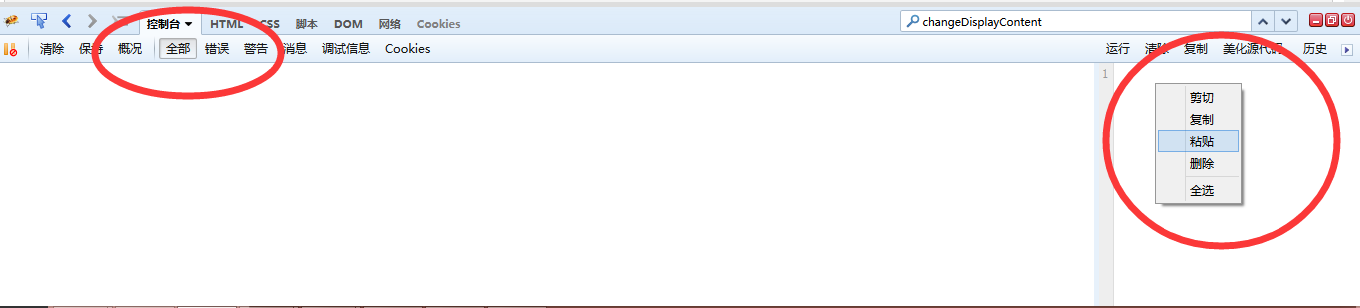 控制台 HTML CSS 脚本 DOM 网络 Cookies changeDisplayContent
清除 保持 概况 全部 错误 警告 消息 调试信息 Cookies 运行 清除 复制 美化源代码 历史
1
剪切
复制
粘贴
删除
全选